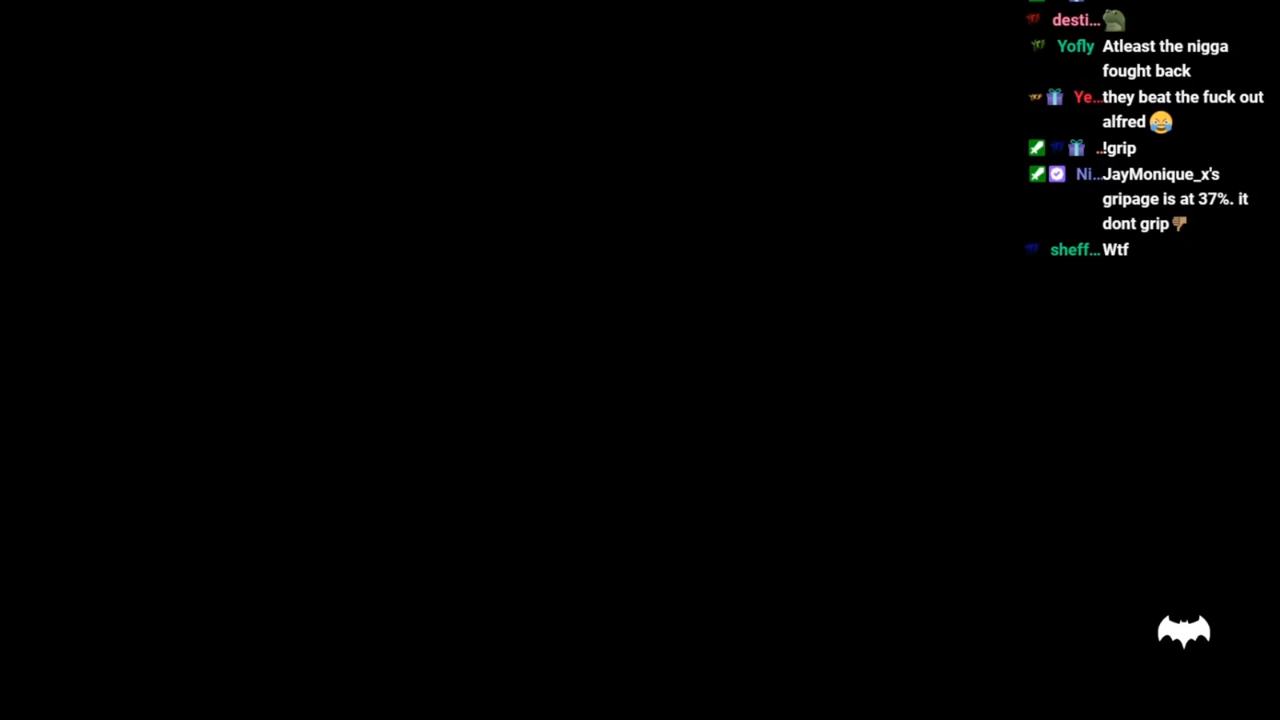 desti...
Yofly Atleast the nigga
fought back
Ye...they beat the fuck out
alfred
..!grip
Ni...JayMonique_x's
gripage is at 37%. it
dont grip
sheff...Wtf